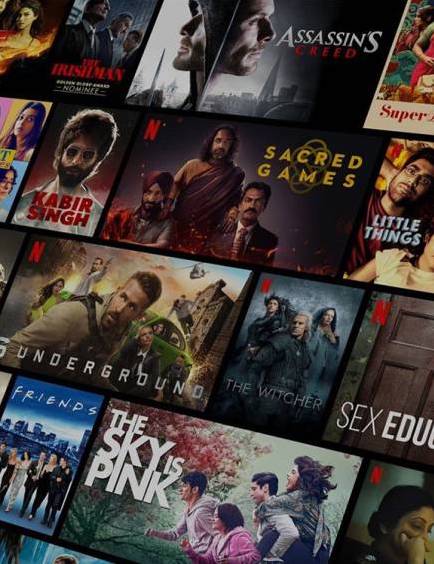 ASSASSIN'S
CREED
THE
IRISHMAN
GOLDEN GLOBE AWARD
NOMINEE
Super
N
SACRED
GAMES
KABIR
SINGH
LITTLE
THINGS
N
6 UNDERGROUND
N
THE WITCHER
N
SEX EDUC
FRIENDS
THE
SKY IS
PINK
N